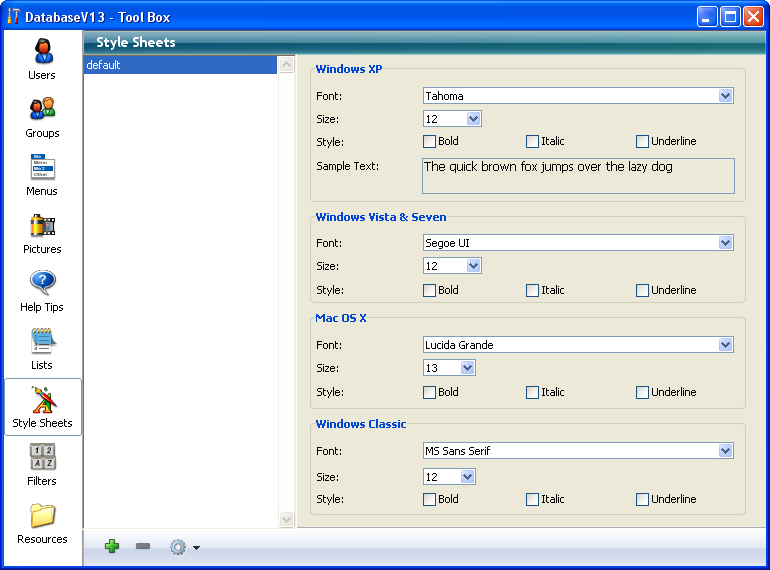 DatabaseV13 - Tool Box
Users
Groups
Menus
Pictures
Help Tips
Lists
Style Sheets
1 2
A Z
Filters
Resources
Style Sheets
default
Windows XP
Font: Tahoma
Size: 12
Style: Bold Italic Underline
Sample Text: The quick brown fox jumps over the lazy dog
Windows Vista & Seven
Font: Segoe UI
Size: 12
Style: Bold Italic Underline
Mac OS X
Font: Lucida Grande
Size: 13
Style: Bold Italic Underline
Windows Classic
Font: MS Sans Serif
Size: 12
Style: Bold Italic Underline